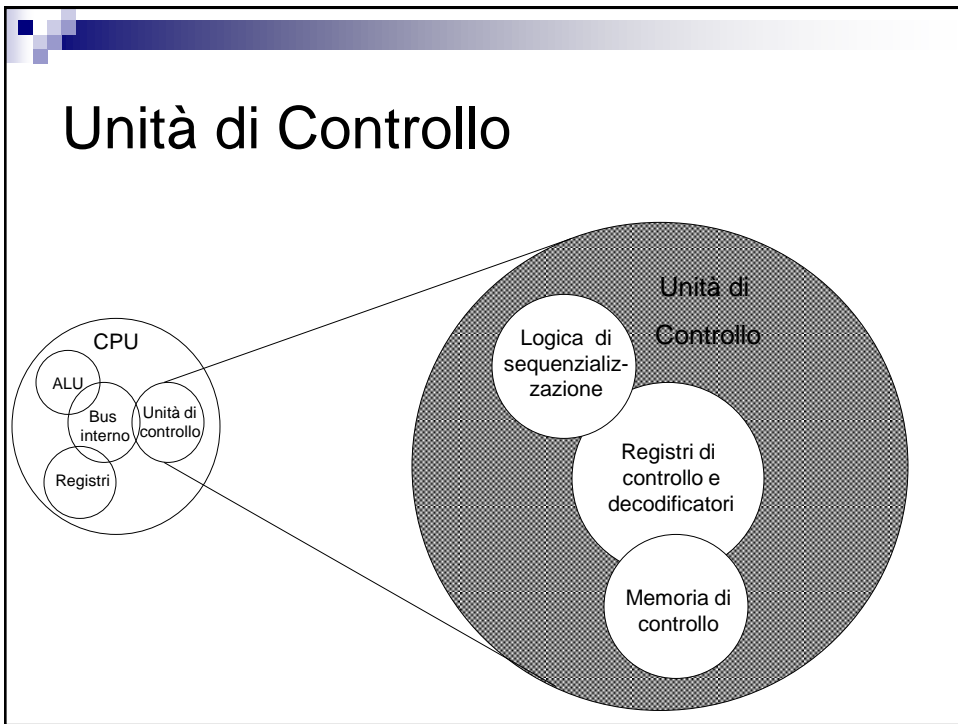 Unità di Controllo
CPU
ALU
Bus
interno
Unità di
controllo
Registri
Unità di
Controllo
Logica di
sequenzializ-
zazione
Registri di
controllo e
decodificatori
Memoria di
controllo